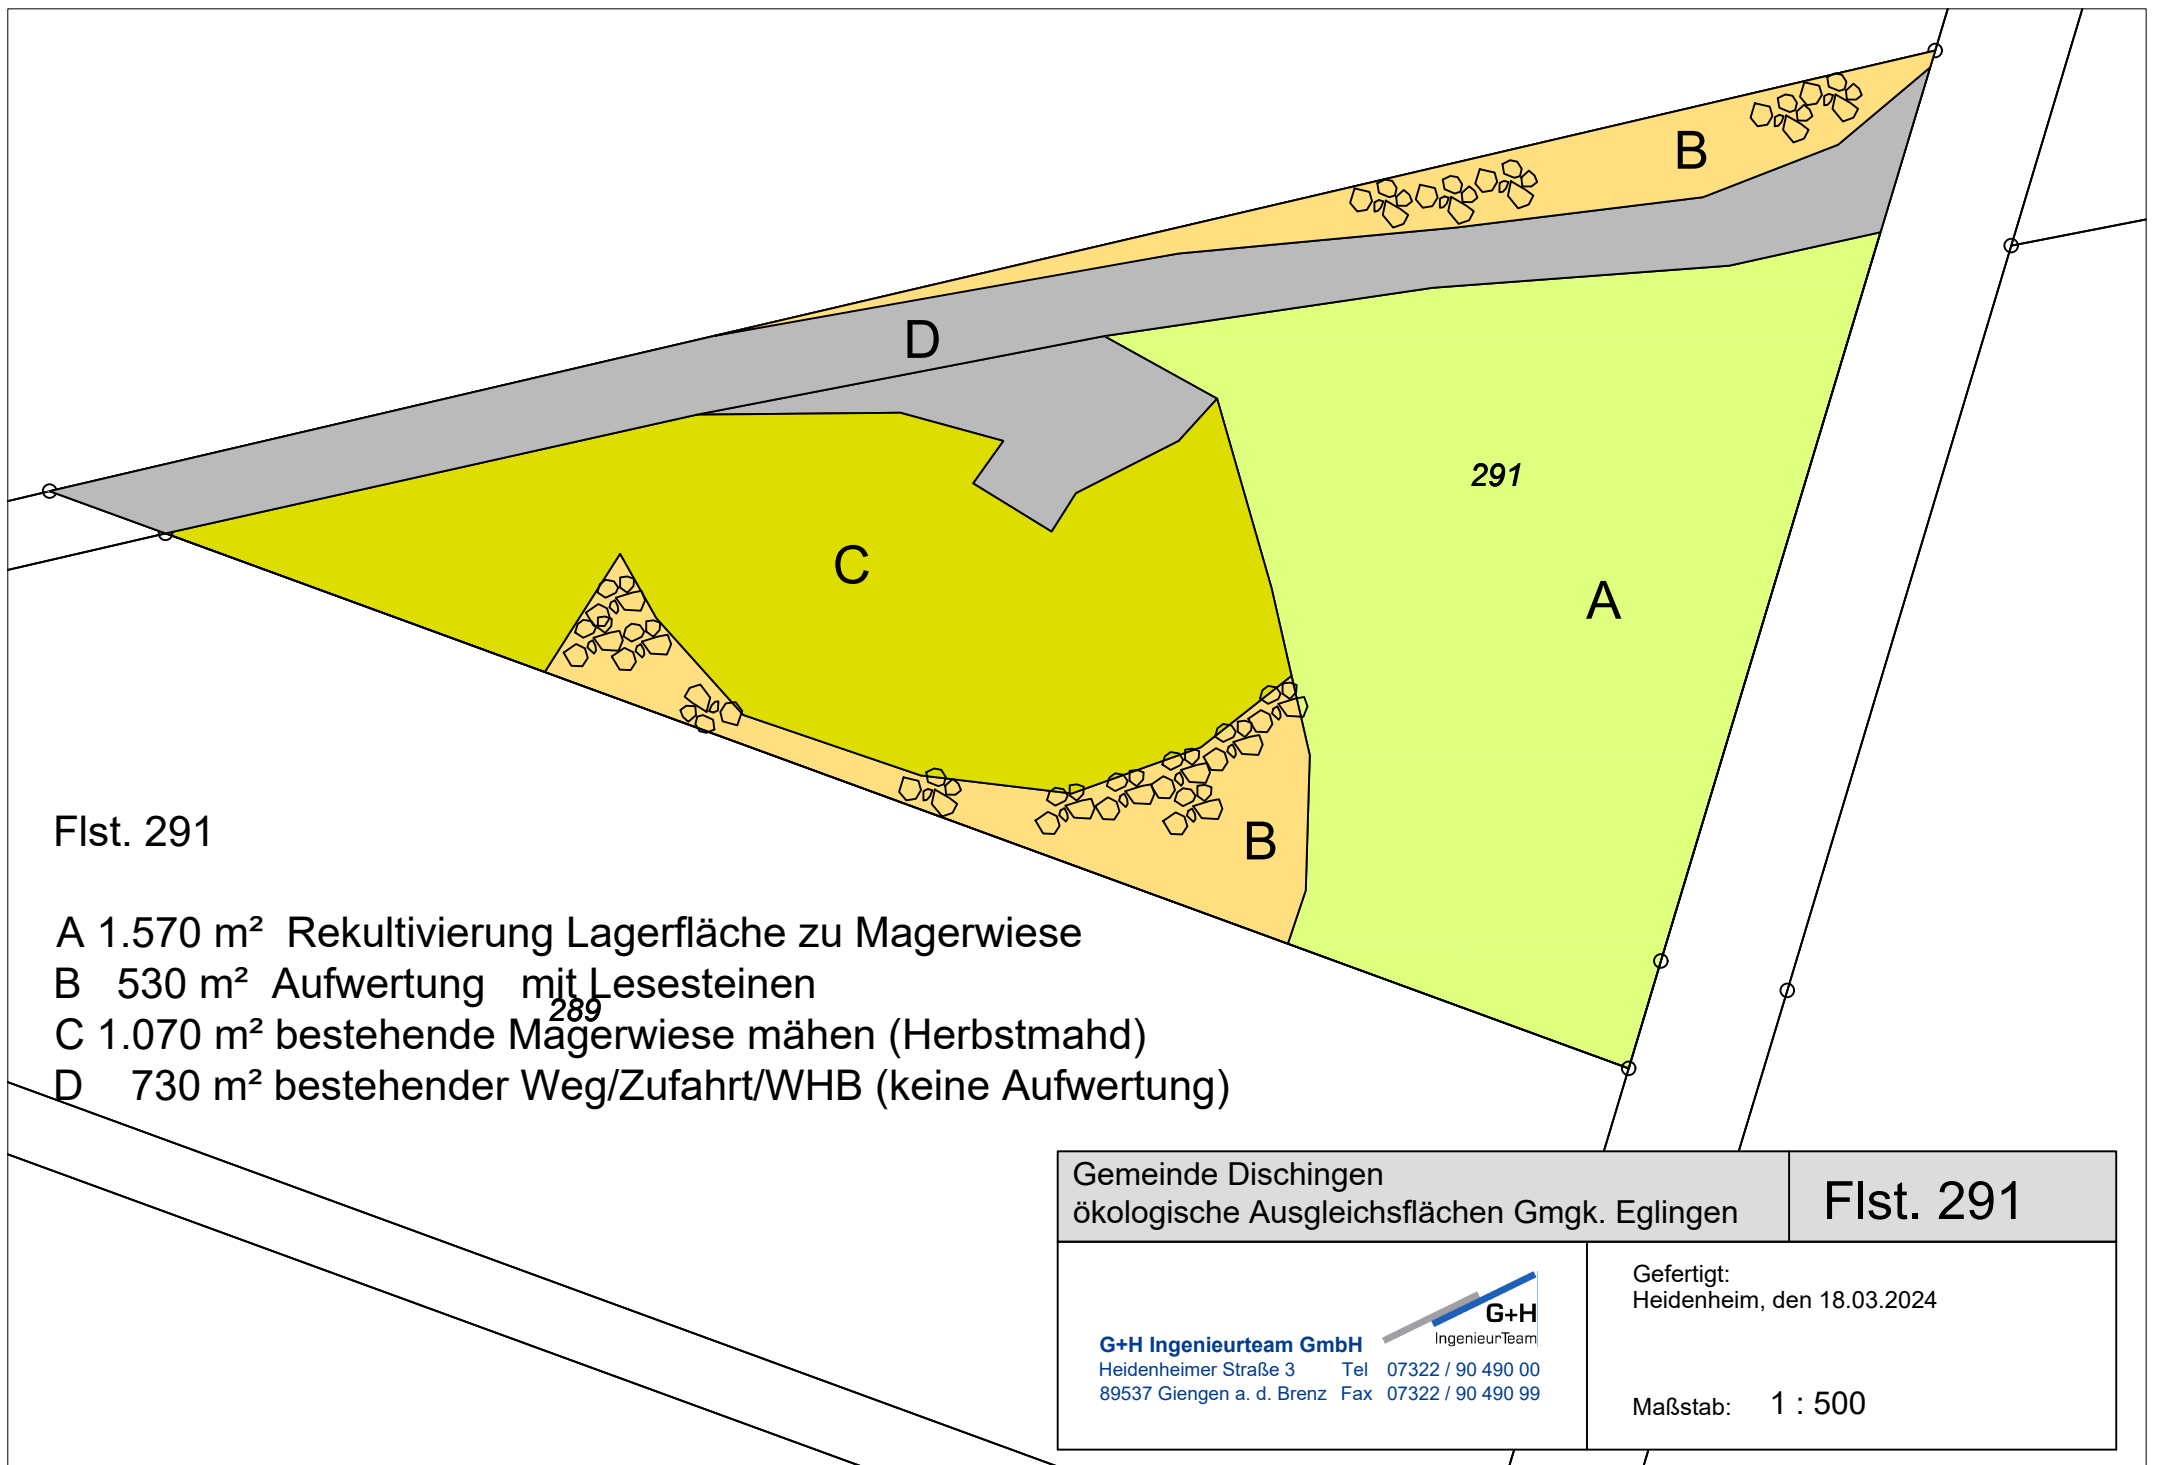 B
D
291
C
A
B
Flst. 291
A 1.570 m² Rekultivierung Lagerfläche zu Magerwiese
B 530 m² Aufwertung mit Lesesteinen
289
C 1.070 m² bestehende Magerwiese mähen (Herbstmahd)
D 730 m² bestehender Weg/Zufahrt/WHB (keine Aufwertung)
Gemeinde Dischingen
ökologische Ausgleichsflächen Gmgk. Eglingen
Flst. 291
G+H
IngenieurTeam
G+H Ingenieurteam GmbH
Heidenheimer Straße 3 Tel 07322 / 90 490 00
89537 Giengen a. d. Brenz Fax 07322 / 90 490 99
Gefertigt:
Heidenheim, den 18.03.2024
Maßstab: 1 : 500